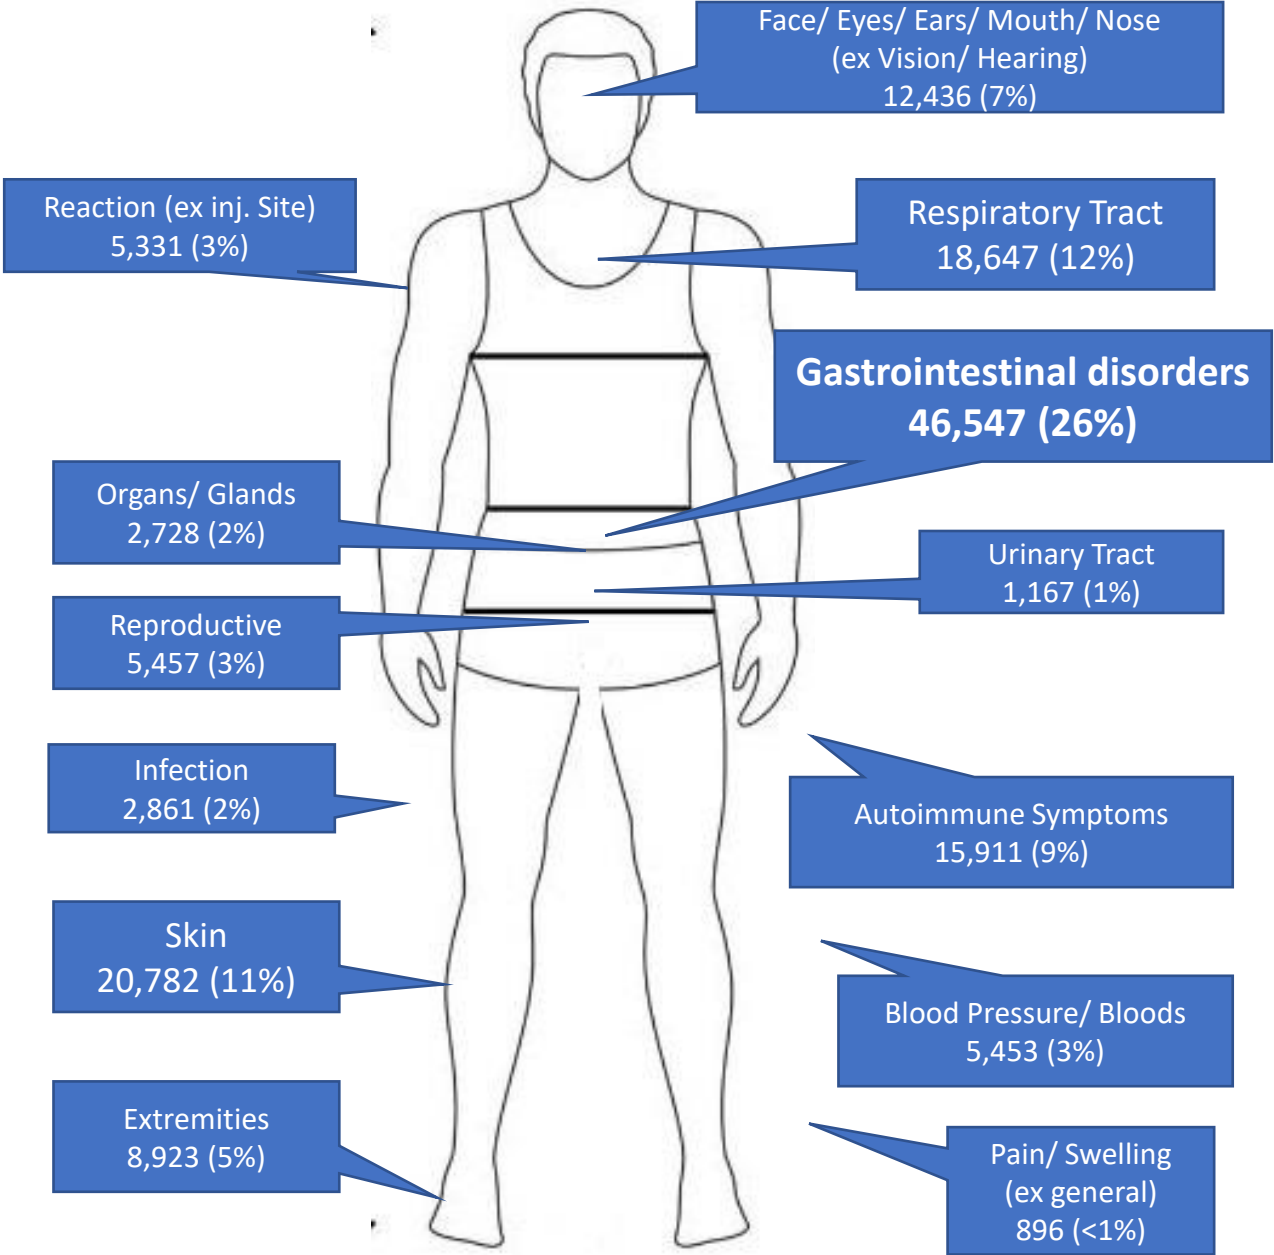 Face/ Eyes/ Ears/ Mouth/ Nose
(ex Vision/ Hearing)
12,436 (7%)
Reaction (ex inj. Site)
5,331 (3%)
Respiratory Tract
18,647 (12%)
Gastrointestinal disorders
46,547 (26%)
Organs/ Glands
2,728 (2%)
Urinary Tract
1,167 (1%)
Reproductive
5,457 (3%)
Infection
2,861 (2%)
Autoimmune Symptoms
15,911 (9%)
Skin
20,782 (11%)
Blood Pressure/ Bloods
5,453 (3%)
Extremities
8,923 (5%)
Pain/ Swelling
(ex general)
896 (<1%)